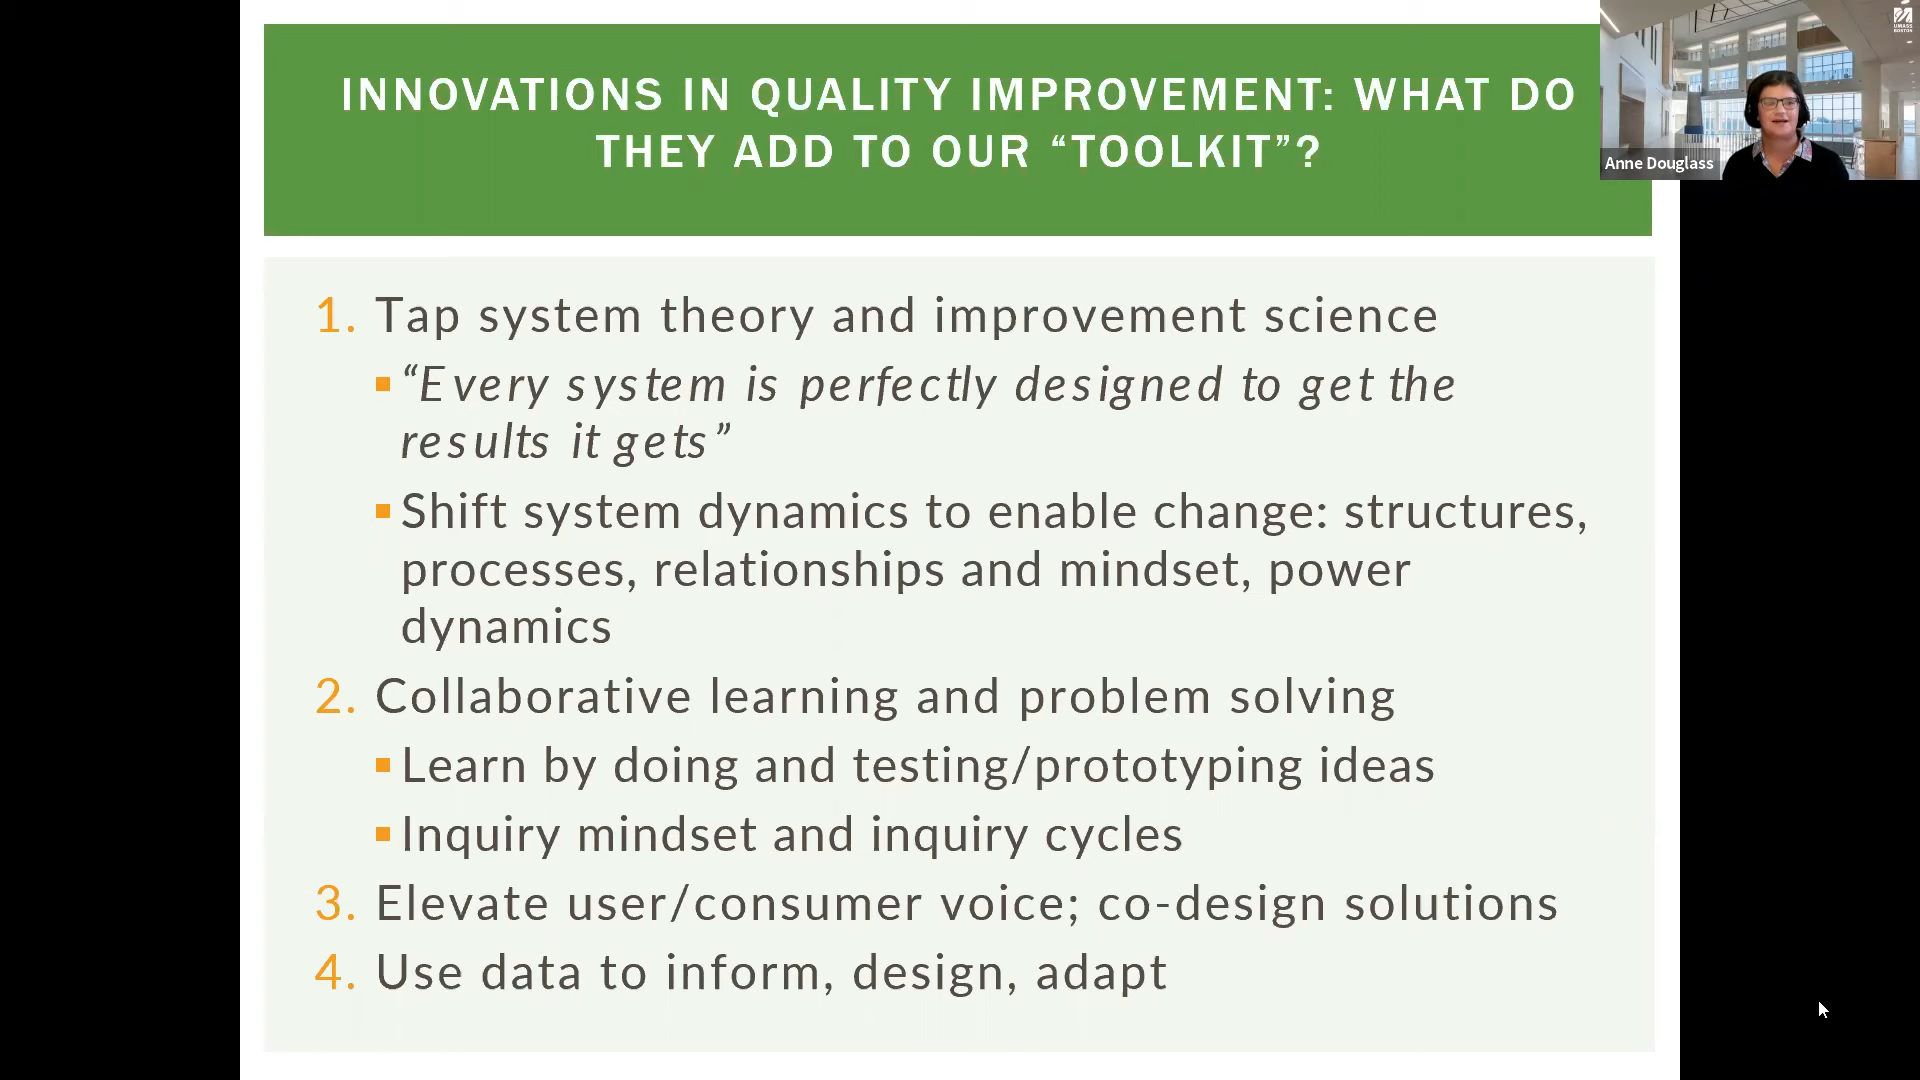 INNOVATIONS IN QUALITY IMPROVEMENT: WHAT DO
THEY ADD TO OUR “TOOLKIT”?
UMASS
BOSTON
Anne Douglass
1. Tap system theory and improvement science
“Every system is perfectly designed to get the
results it gets”
Shift system dynamics to enable change: structures,
processes, relationships and mindset, power
dynamics
2. Collaborative learning and problem solving
Learn by doing and testing/prototyping ideas
Inquiry mindset and inquiry cycles
3. Elevate user/consumer voice; co-design solutions
4. Use data to inform, design, adapt